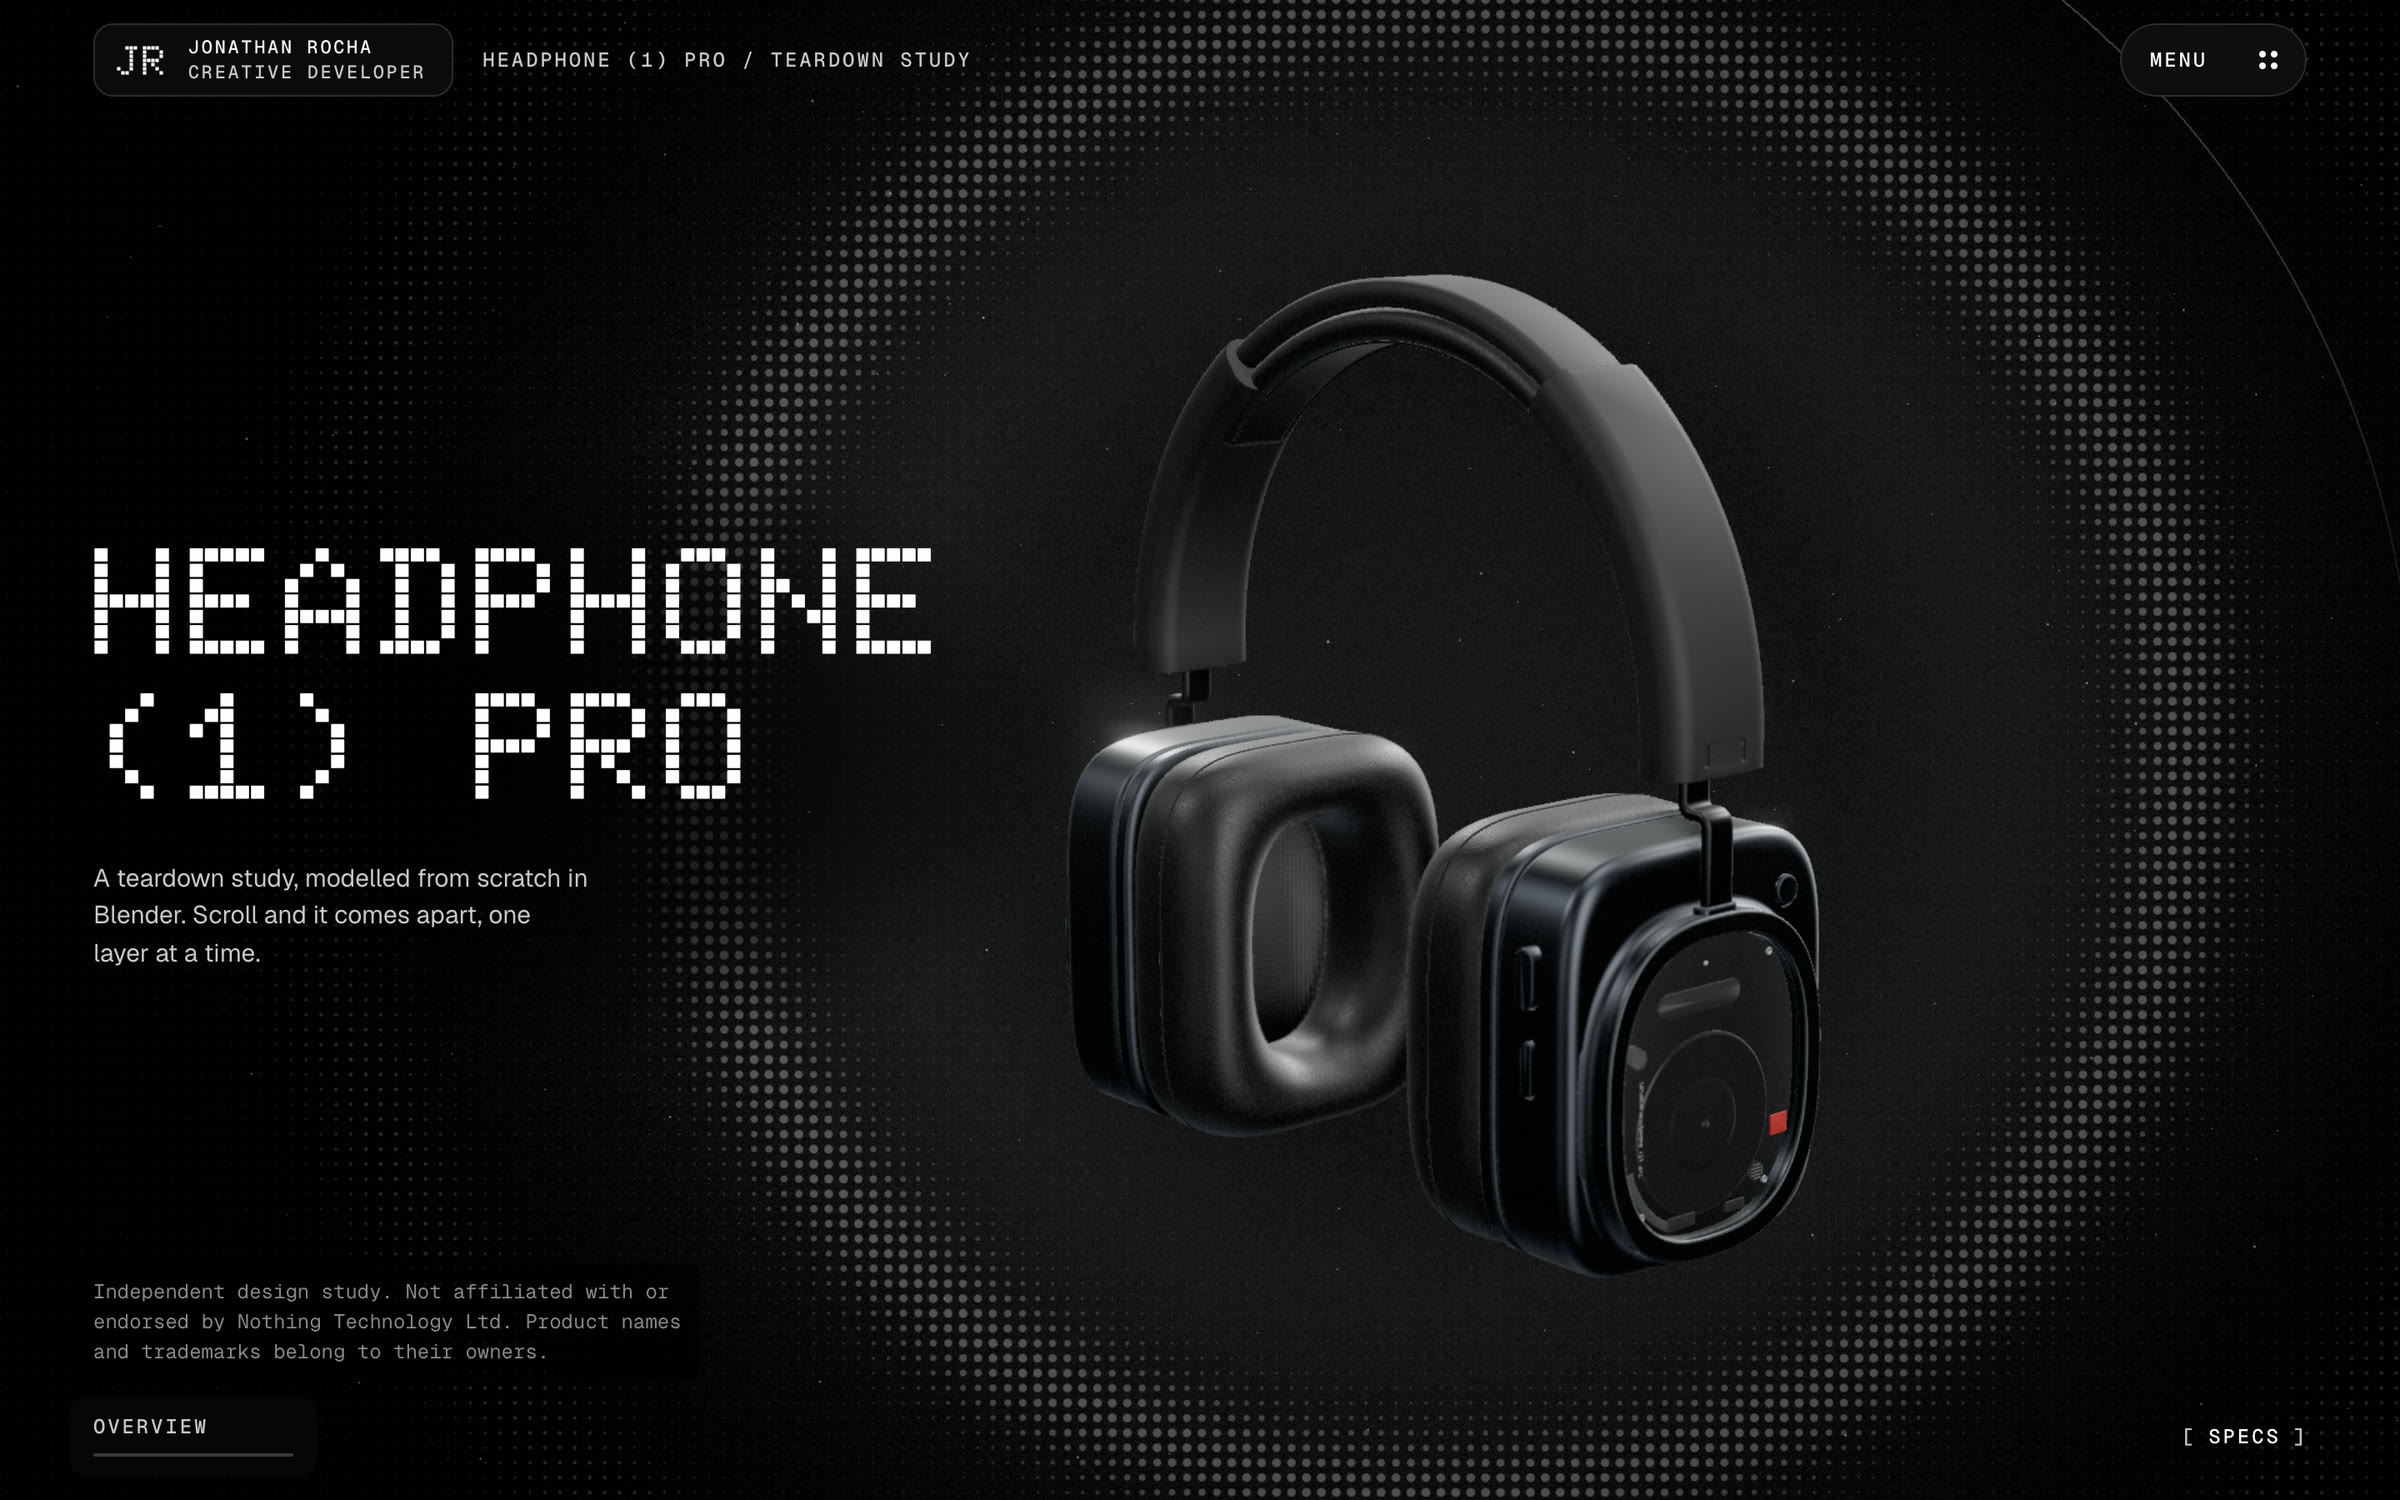 JR
JONATHAN ROCHA
CREATIVE DEVELOPER
HEADPHONE (1) PRO / TEARDOWN STUDY
MENU
HEADPHONE
(1) PRO
A teardown study, modelled from scratch in
Blender. Scroll and it comes apart, one
layer at a time.
Independent design study. Not affiliated with or
endorsed by Nothing Technology Ltd. Product names
and trademarks belong to their owners.
OVERVIEW
[ SPECS ]